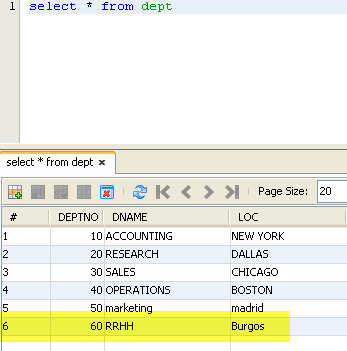 1 select * from dept
select * from dept ×
Page Size: 20
# DEPTNO DNAME LOC
1 10 ACCOUNTING NEW YORK
2 20 RESEARCH DALLAS
3 30 SALES CHICAGO
4 40 OPERATIONS BOSTON
5 50 marketing madrid
6 60 RRHH Burgos